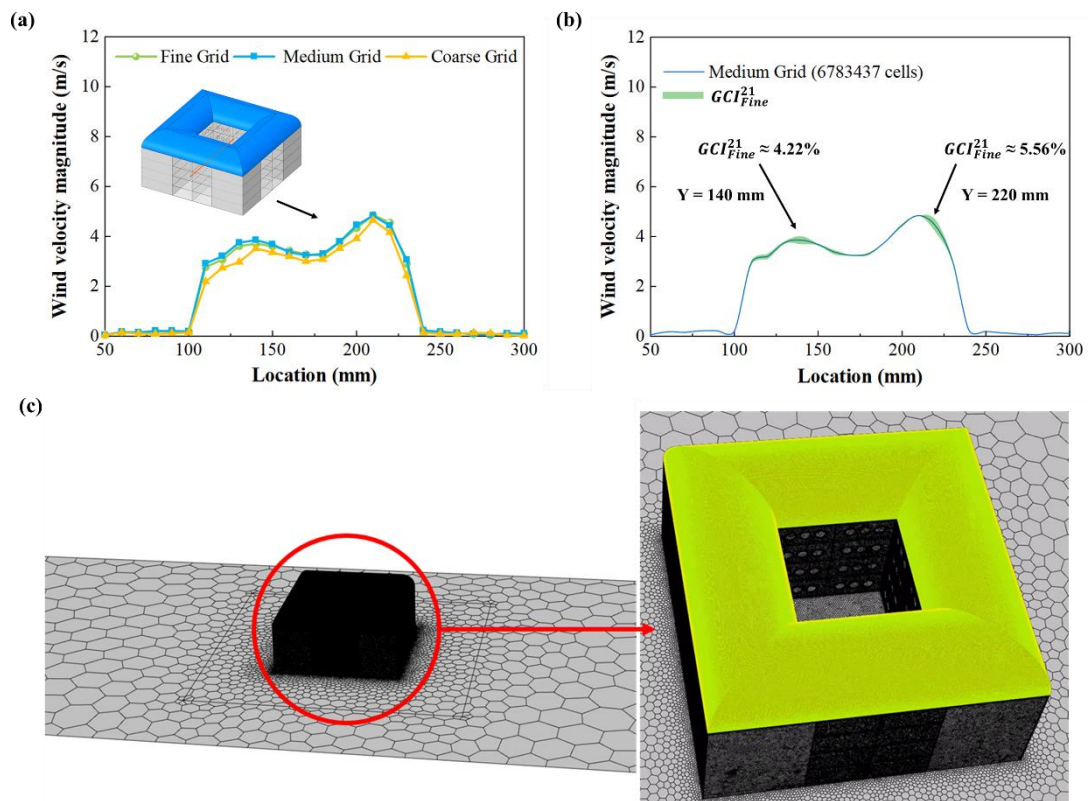 (a)
12
10
8
6
4
2
0
Wind velocity magnitude (m/s)
Fine Grid Medium Grid Coarse Grid
50 100 150 200 250 300
Location (mm)
(b)
12
10
8
6
4
2
0
Wind velocity magnitude (m/s)
Medium Grid (6783437 cells)
GCI²¹Fine
GCI²¹Fine ≈ 4.22% GCI²¹Fine ≈ 5.56%
Y = 140 mm Y = 220 mm
50 100 150 200 250 300
Location (mm)
(c)